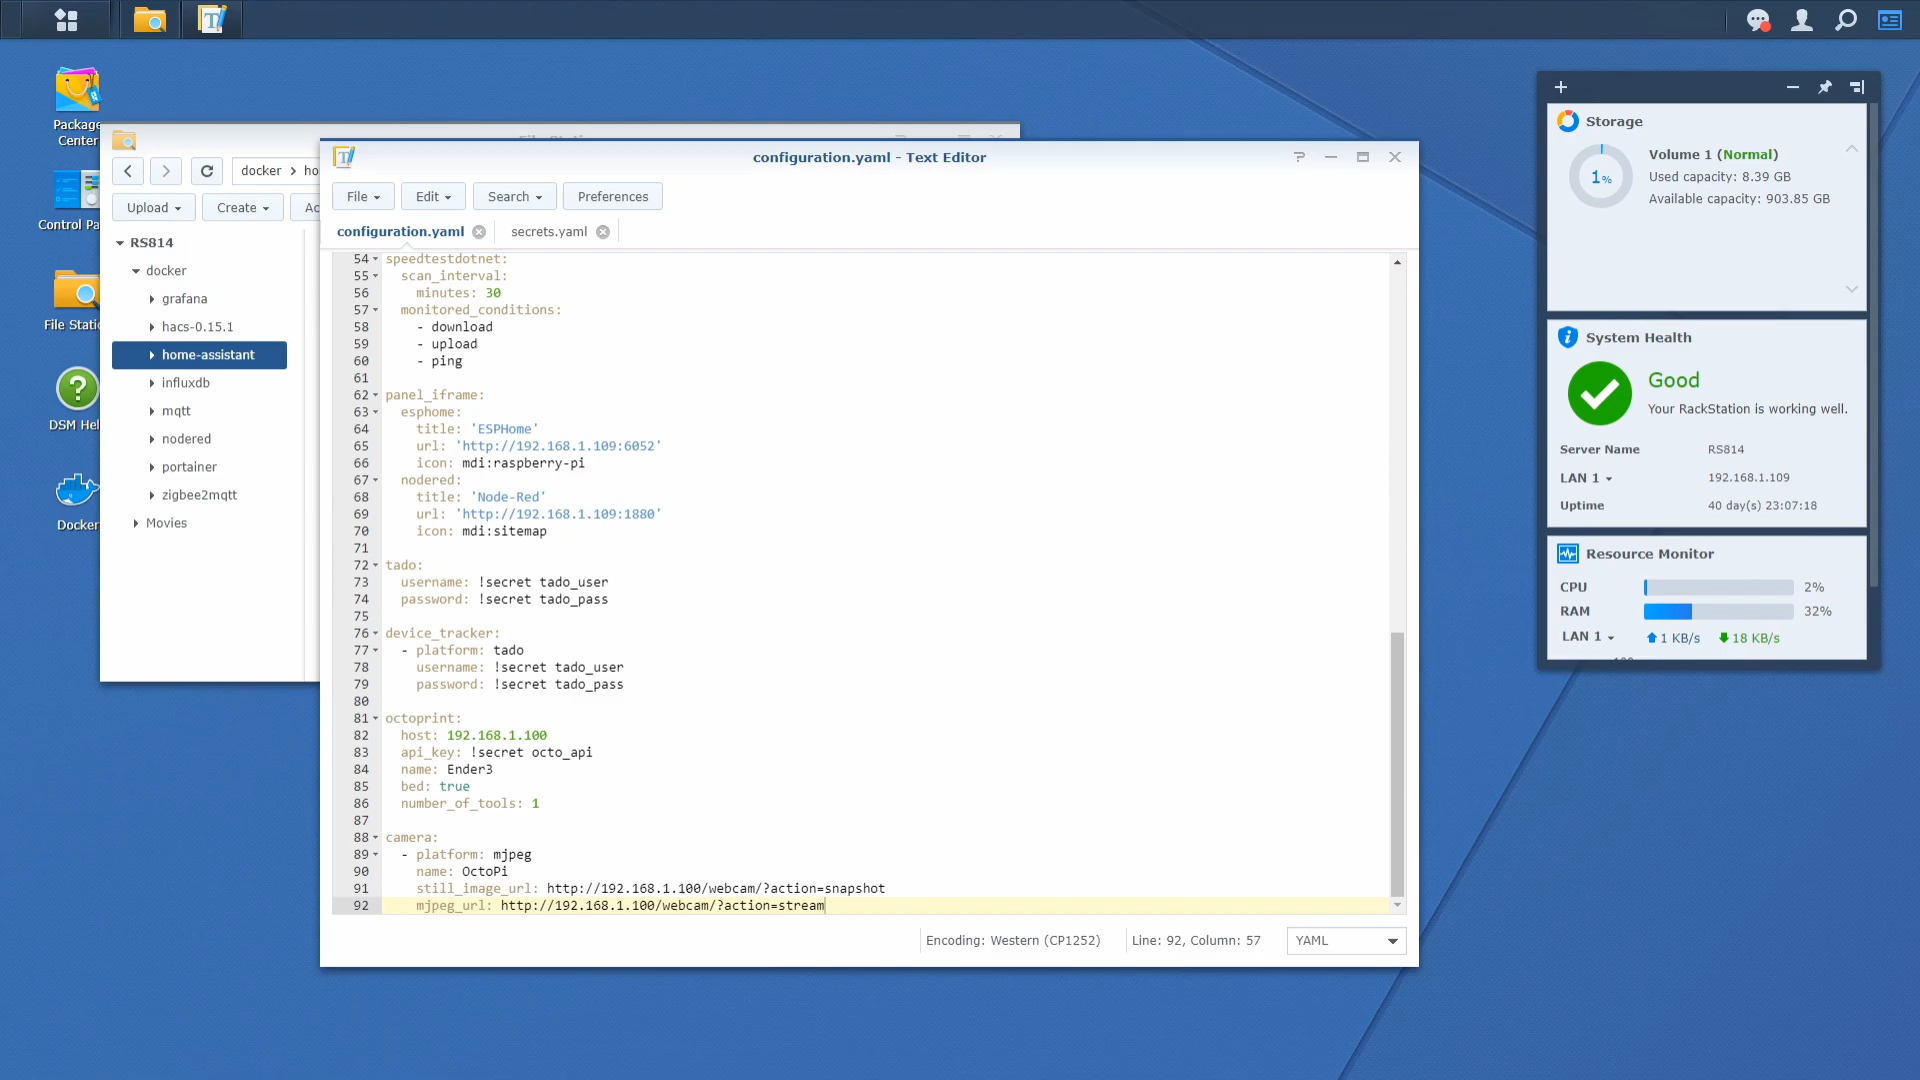 Package
Center
Control Pa
File Statio
DSM Hel
Docker
docker > ho
Upload
Create
Ac
RS814
docker
grafana
hacs-0.15.1
home-assistant
influxdb
mqtt
nodered
portainer
zigbee2mqtt
Movies
configuration.yaml - Text Editor
File
Edit
Search
Preferences
configuration.yaml
secrets.yaml
54 speedtestdotnet:
55   scan_interval:
56     minutes: 30
57   monitored_conditions:
58     - download
59     - upload
60     - ping
61
62 panel_iframe:
63   esphome:
64     title: 'ESPHome'
65     url: 'http://192.168.1.109:6052'
66     icon: mdi:raspberry-pi
67   nodered:
68     title: 'Node-Red'
69     url: 'http://192.168.1.109:1880'
70     icon: mdi:sitemap
71
72 tado:
73   username: !secret tado_user
74   password: !secret tado_pass
75
76 device_tracker:
77   - platform: tado
78     username: !secret tado_user
79     password: !secret tado_pass
80
81 octoprint:
82   host: 192.168.1.100
83   api_key: !secret octo_api
84   name: Ender3
85   bed: true
86   number_of_tools: 1
87
88 camera:
89   - platform: mjpeg
90     name: OctoPi
91     still_image_url: http://192.168.1.100/webcam/?action=snapshot
92     mjpeg_url: http://192.168.1.100/webcam/?action=stream
Encoding: Western (CP1252)
Line: 92, Column: 57
YAML
Storage
1%
Volume 1 (Normal)
Used capacity: 8.39 GB
Available capacity: 903.85 GB
System Health
Good
Your RackStation is working well.
Server Name RS814
LAN 1 192.168.1.109
Uptime 40 day(s) 23:07:18
Resource Monitor
CPU 2%
RAM 32%
LAN 1 1 KB/s 18 KB/s